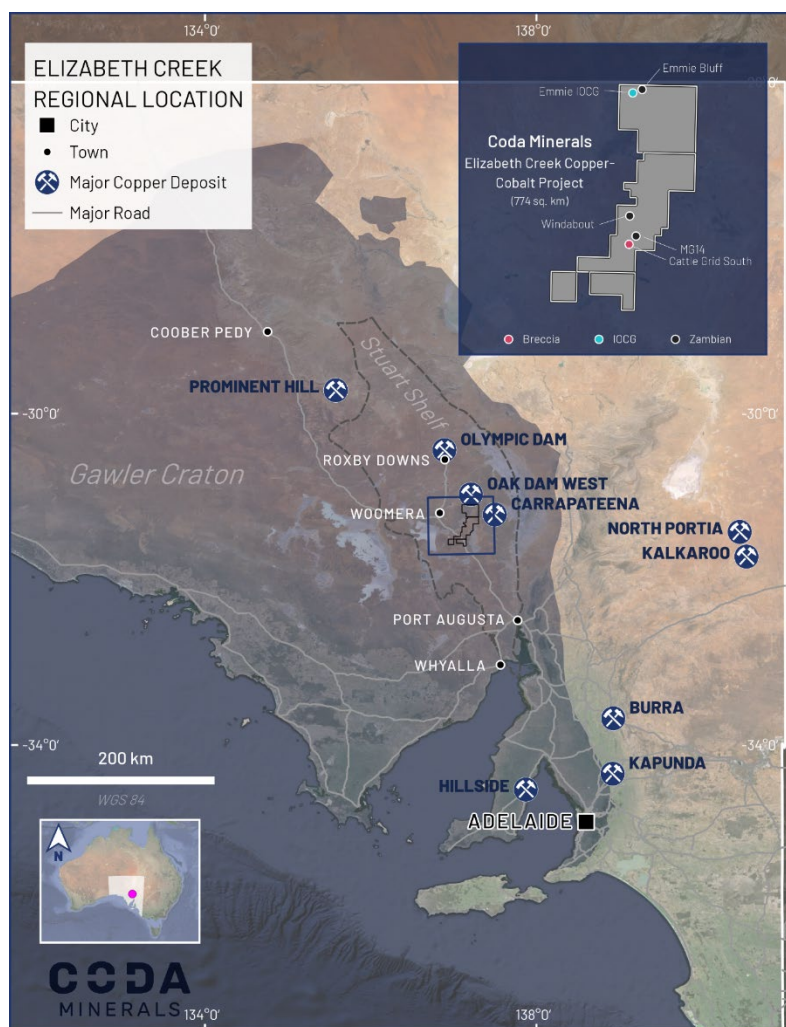 134°0'
138°0'
ELIZABETH CREEK
REGIONAL LOCATION
City
Town
Major Copper Deposit
Major Road
Emmie Bluff
Emmie IOCG
Coda Minerals
Elizabeth Creek Copper-
Cobalt Project
(774 sq. km)
Windabout
MG14
Cattle Grid South
Breccia
IOCG
Zambian
COOBER PEDY
PROMINENT HILL
Stuart Shelf
-30°0'
-30°0'
Gawler Craton
OLYMPIC DAM
ROXBY DOWNS
OAK DAM WEST
CARRAPATEENA
WOOMERA
NORTH PORTIA
KALKAROO
PORT AUGUSTA
WHYALLA
BURRA
-34°0'
-34°0'
KAPUNDA
HILLSIDE
ADELAIDE
200 km
WGS 84
N
CODA
MINERALS
134°0'
138°0'